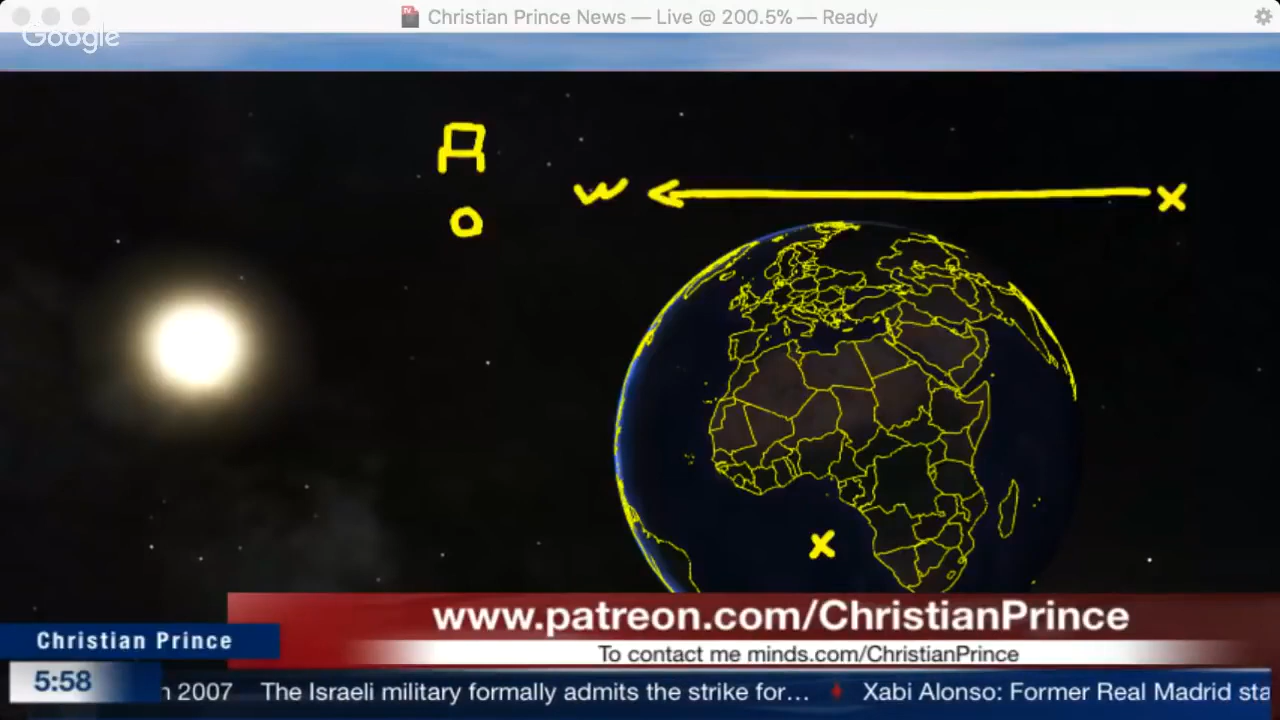 Christian Prince News — Live @ 200.5% — Ready
Google
W X
X
www.patreon.com/ChristianPrince
To contact me minds.com/ChristianPrince
Christian Prince
5:58
n 2007 The Israeli military formally admits the strike for... Xabi Alonso: Former Real Madrid sta